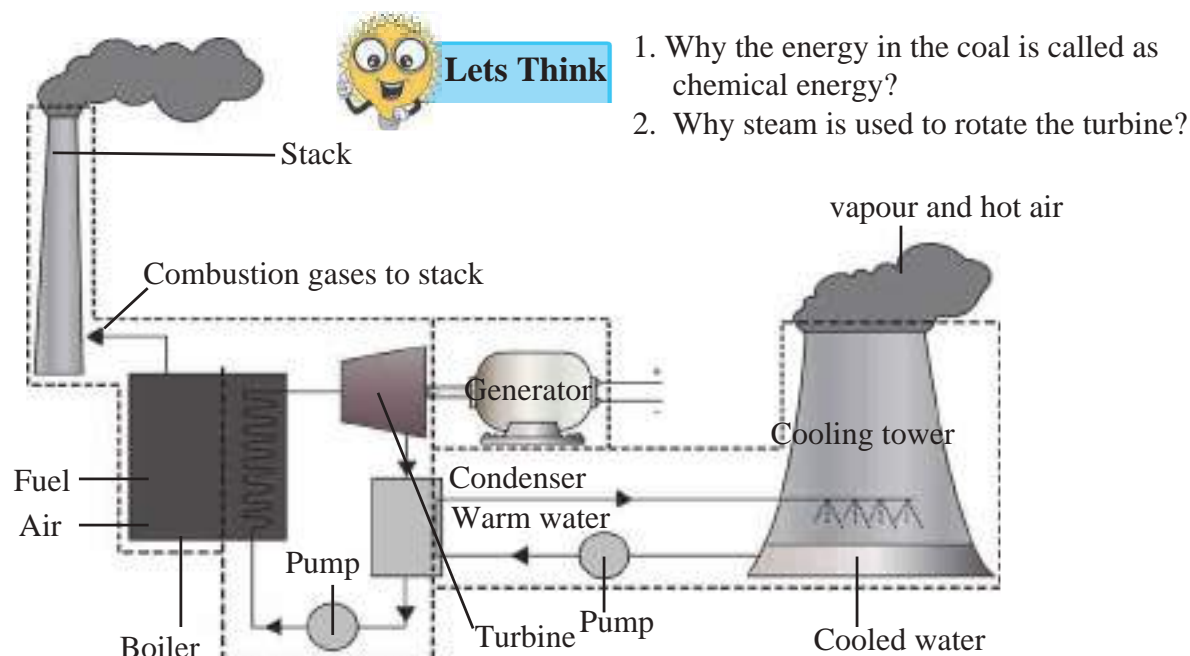 Lets Think
1. Why the energy in the coal is called as
chemical energy?
2. Why steam is used to rotate the turbine?
Stack
vapour and hot air
Combustion gases to stack
Generator
+
-
Cooling tower
Fuel
Air
Condenser
Warm water
Pump
Boiler
Turbine
Pump
Cooled water